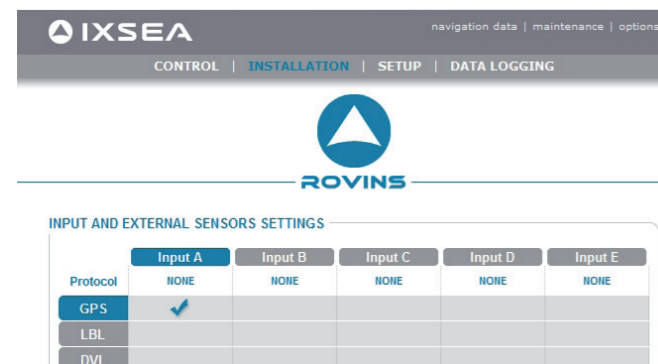 IXSEA
navigation data | maintenance | options
CONTROL | INSTALLATION | SETUP | DATA LOGGING
ROVINS
INPUT AND EXTERNAL SENSORS SETTINGS
Input A Input B Input C Input D Input E
Protocol NONE NONE NONE NONE NONE
GPS
LBL
DVL